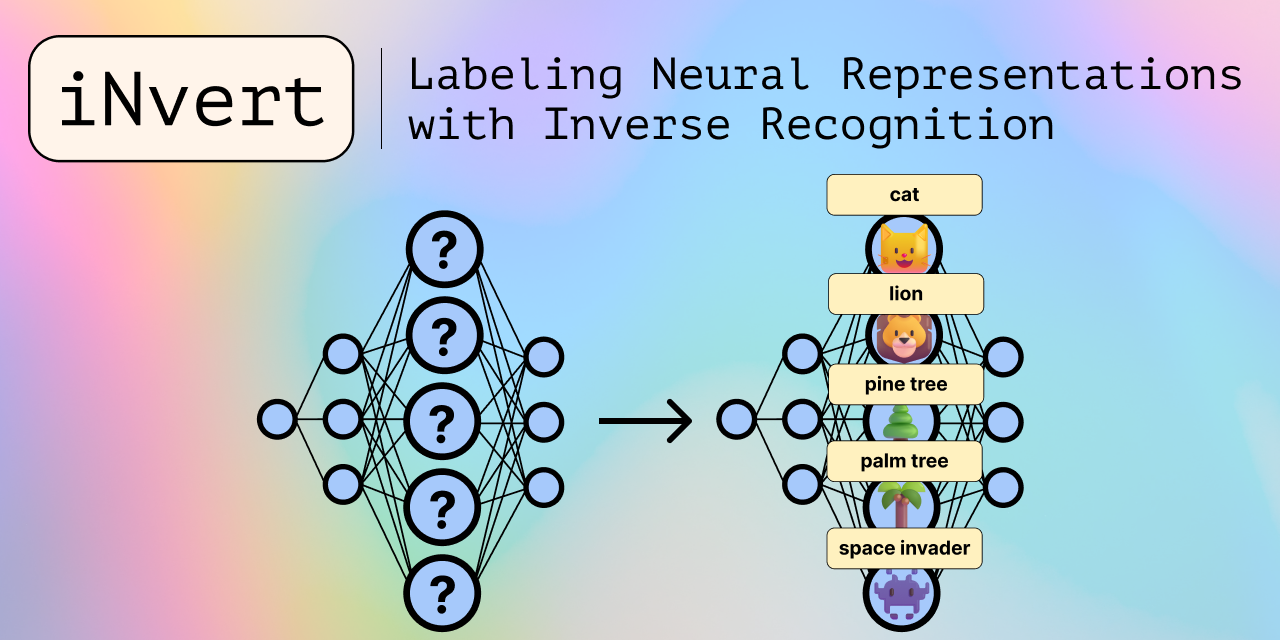 iNvert
Labeling Neural Representations
with Inverse Recognition
?
?
?
?
?
cat
lion
pine tree
palm tree
space invader